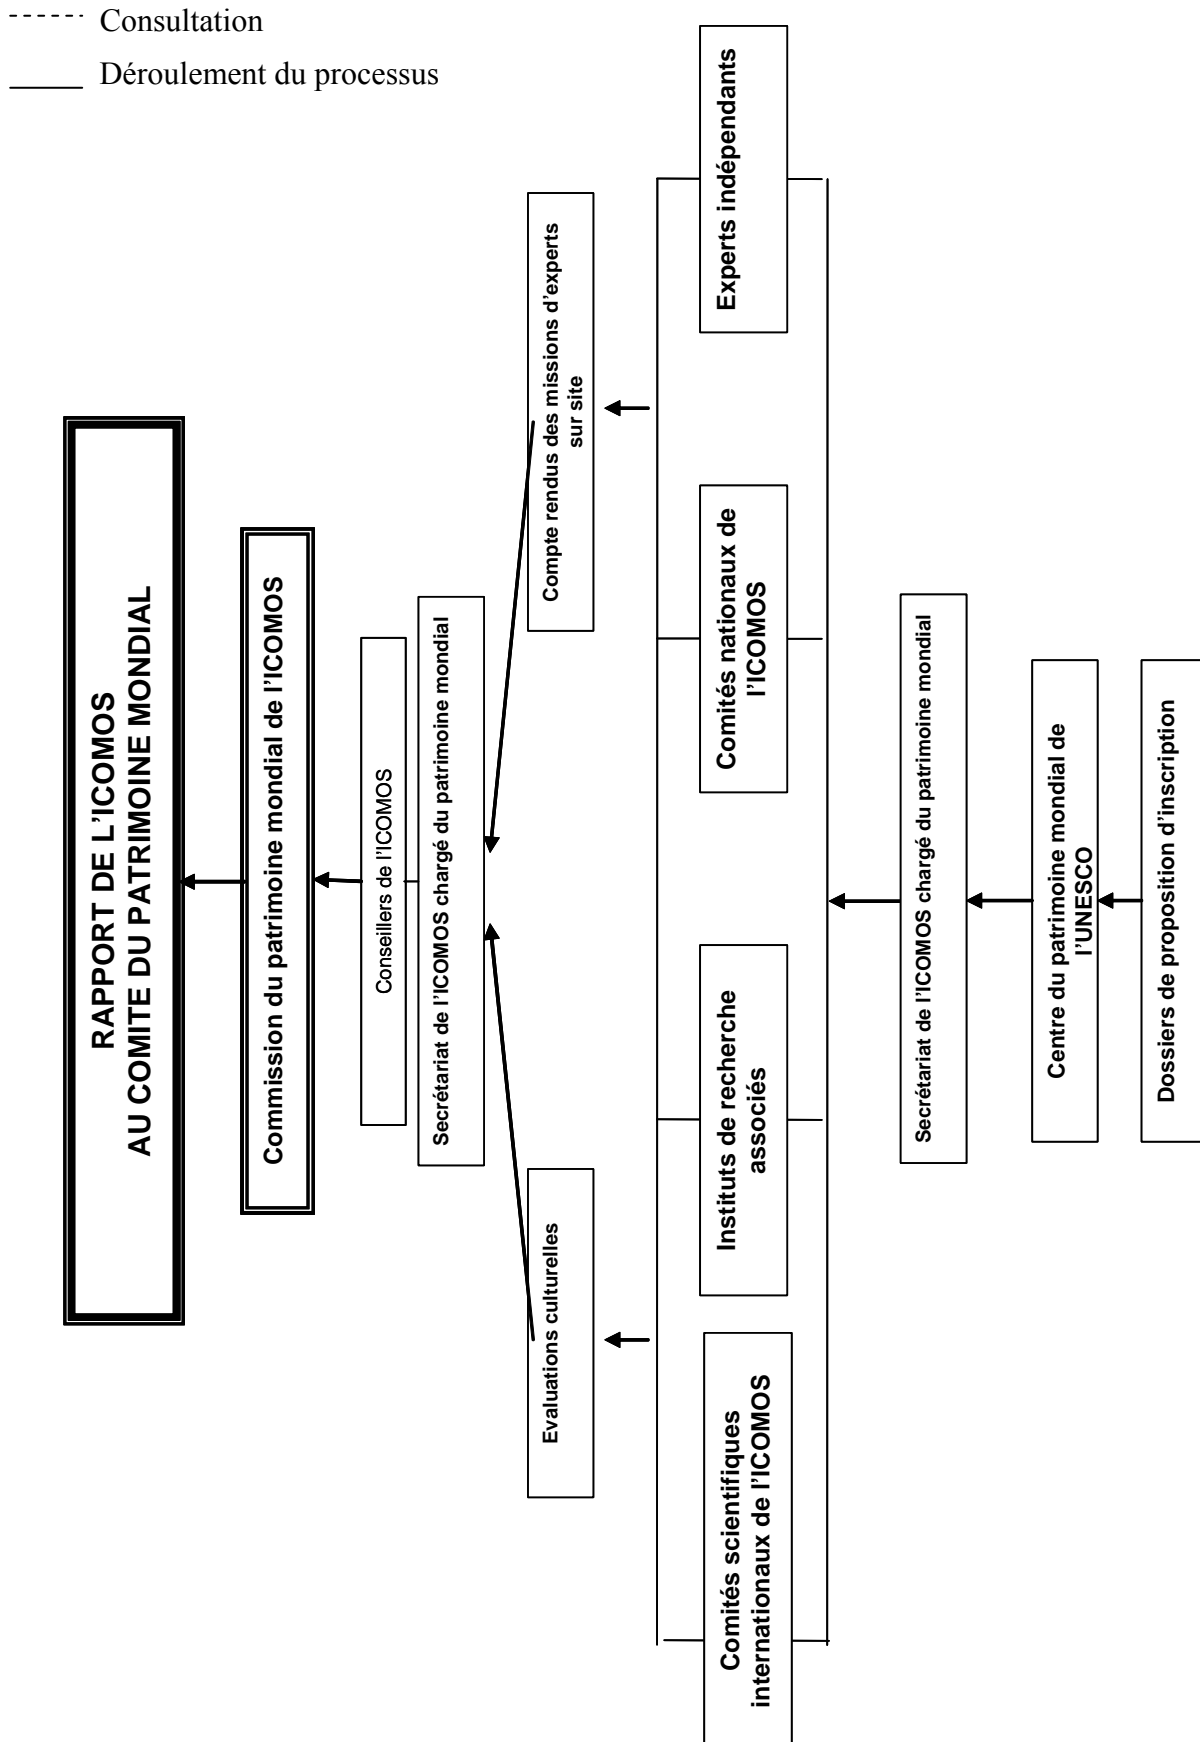 Consultation
Déroulement du processus
RAPPORT DE L'ICOMOS
AU COMITE DU PATRIMOINE MONDIAL
Commission du patrimoine mondial de l'ICOMOS
Conseillers de l'ICOMOS
Secrétariat de l'ICOMOS chargé du patrimoine mondial
Evaluations culturelles
Compte rendus des missions d'experts
sur site
Comités scientifiques
internationaux de l'ICOMOS
Instituts de recherche
associés
Comités nationaux de
l'ICOMOS
Experts indépendants
Secrétariat de l'ICOMOS chargé du patrimoine mondial
Centre du patrimoine mondial de
l'UNESCO
Dossiers de proposition d'inscription